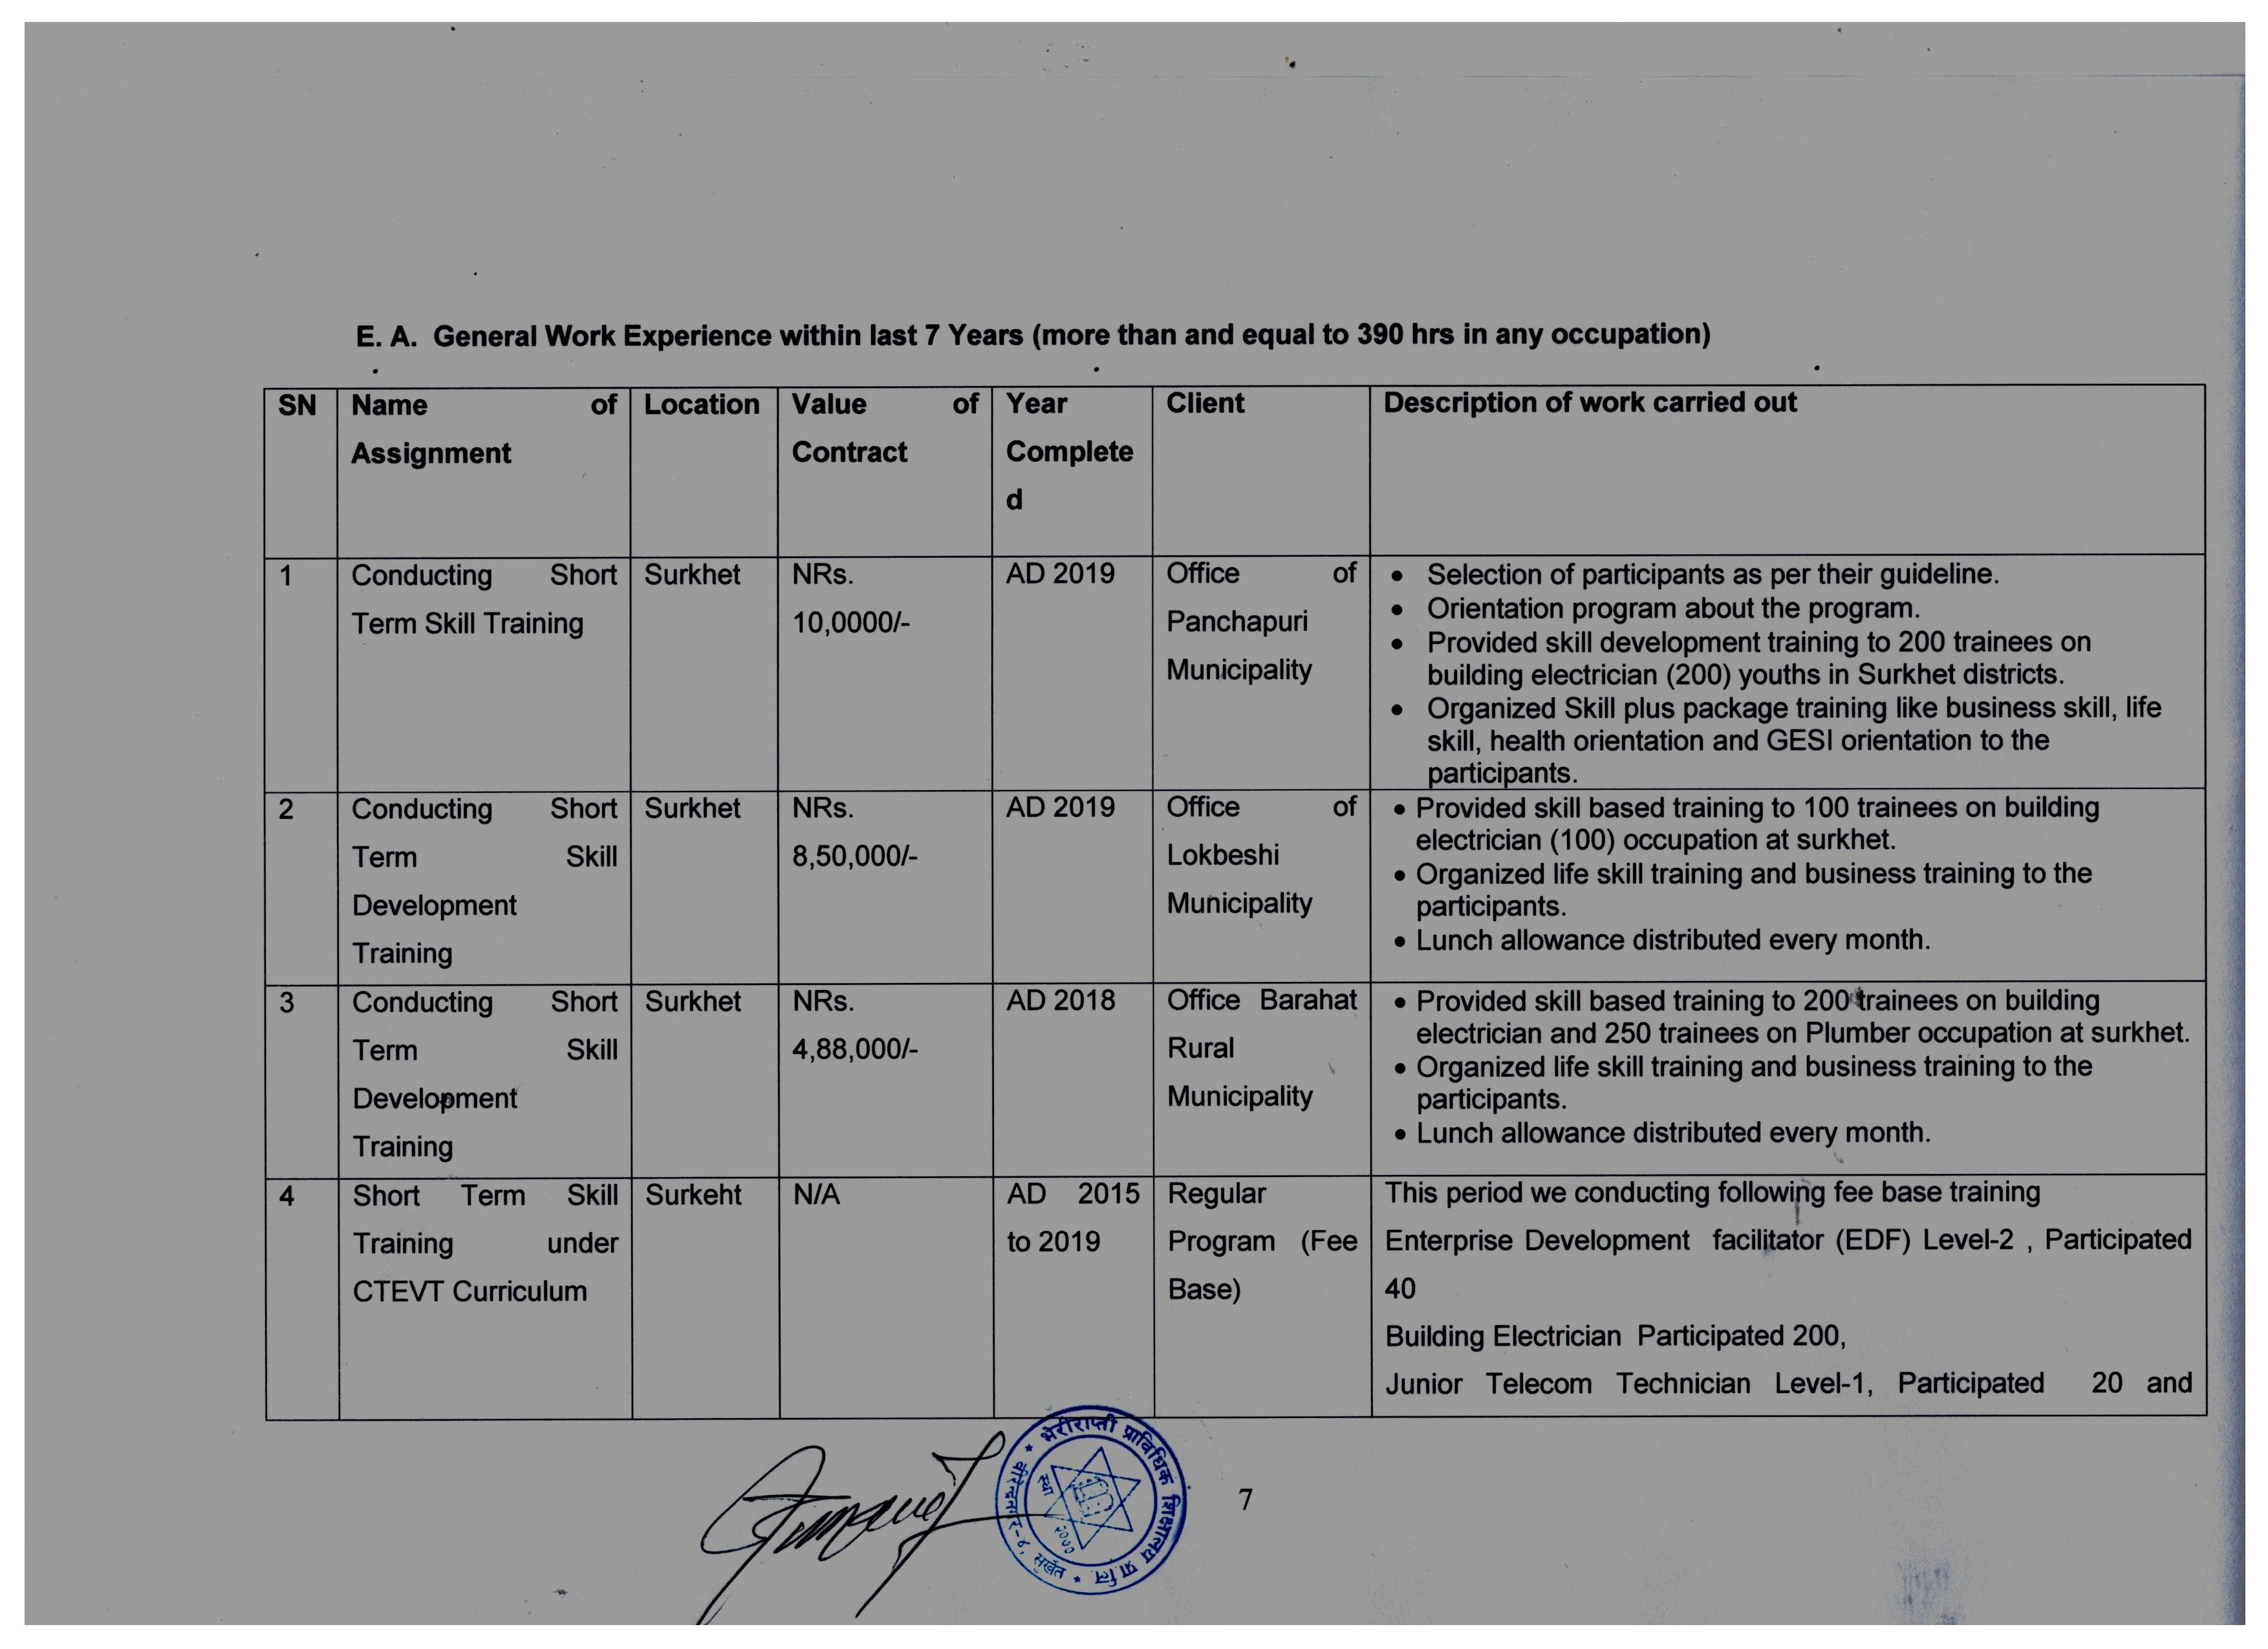 E. A. General Work Experience within last 7 Years (more than and equal to 390 hrs in any occupation)
SN
Name of
Assignment
Location
Value of
Contract
Year
Complete
d
Client
Description of work carried out
1
Conducting Short
Term Skill Training
Surkhet
NRs.
10,0000/-
AD 2019
Office of
Panchapuri
Municipality
• Selection of participants as per their guideline.
• Orientation program about the program.
• Provided skill development training to 200 trainees on
building electrician (200) youths in Surkhet districts.
• Organized Skill plus package training like business skill, life
skill, health orientation and GESI orientation to the
participants.
2
Conducting Short
Term Skill
Development
Training
Surkhet
NRs.
8,50,000/-
AD 2019
Office of
Lokbeshi
Municipality
• Provided skill based training to 100 trainees on building
electrician (100) occupation at surkhet.
• Organized life skill training and business training to the
participants.
• Lunch allowance distributed every month.
3
Conducting Short
Term Skill
Development
Training
Surkhet
NRs.
4,88,000/-
AD 2018
Office Barahat
Rural
Municipality
• Provided skill based training to 200 trainees on building
electrician and 250 trainees on Plumber occupation at surkhet.
• Organized life skill training and business training to the
participants.
• Lunch allowance distributed every month.
4
Short Term Skill
Training under
CTEVT Curriculum
Surkeht
N/A
AD 2015
to 2019
Regular
Program (Fee
Base)
This period we conducting following fee base training
Enterprise Development facilitator (EDF) Level-2 , Participated
40
Building Electrician Participated 200,
Junior Telecom Technician Level-1, Participated 20 and
भेरीराप्ती प्राविधिक शिक्षालय प्रा.लि.
सुर्खेत
स्था
7